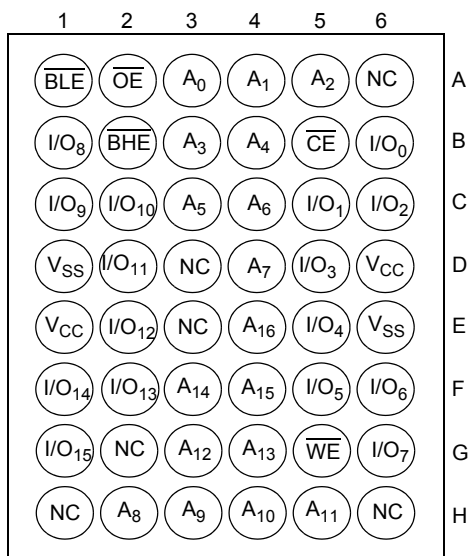 1 2 3 4 5 6
BLE OE A0 A1 A2 NC A
I/O8 BHE A3 A4 CE I/O0 B
I/O9 I/O10 A5 A6 I/O1 I/O2 C
VSS I/O11 NC A7 I/O3 VCC D
VCC I/O12 NC A16 I/O4 VSS E
I/O14 I/O13 A14 A15 I/O5 I/O6 F
I/O15 NC A12 A13 WE I/O7 G
NC A8 A9 A10 A11 NC H